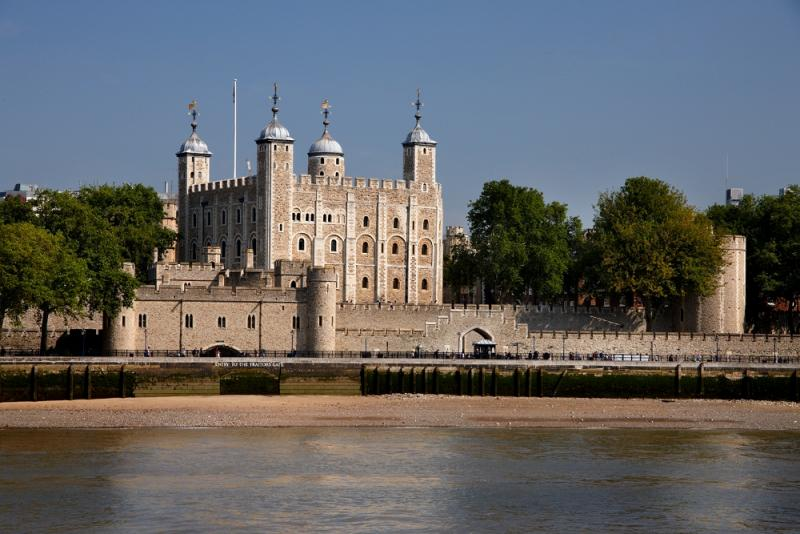 ENTRY TO THE TRAITORS GATE